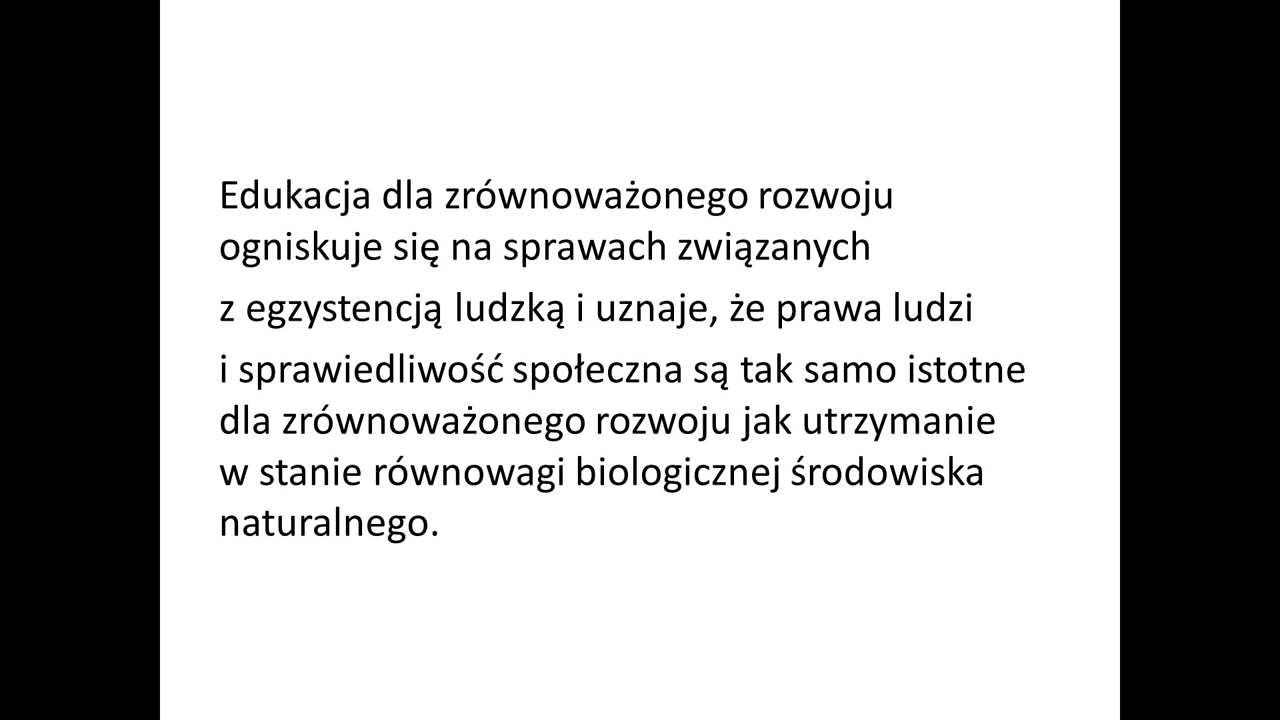 Edukacja dla zrównoważonego rozwoju
ogniskuje się na sprawach związanych
z egzystencją ludzką i uznaje, że prawa ludzi
i sprawiedliwość społeczna są tak samo istotne
dla zrównoważonego rozwoju jak utrzymanie
w stanie równowagi biologicznej środowiska
naturalnego.